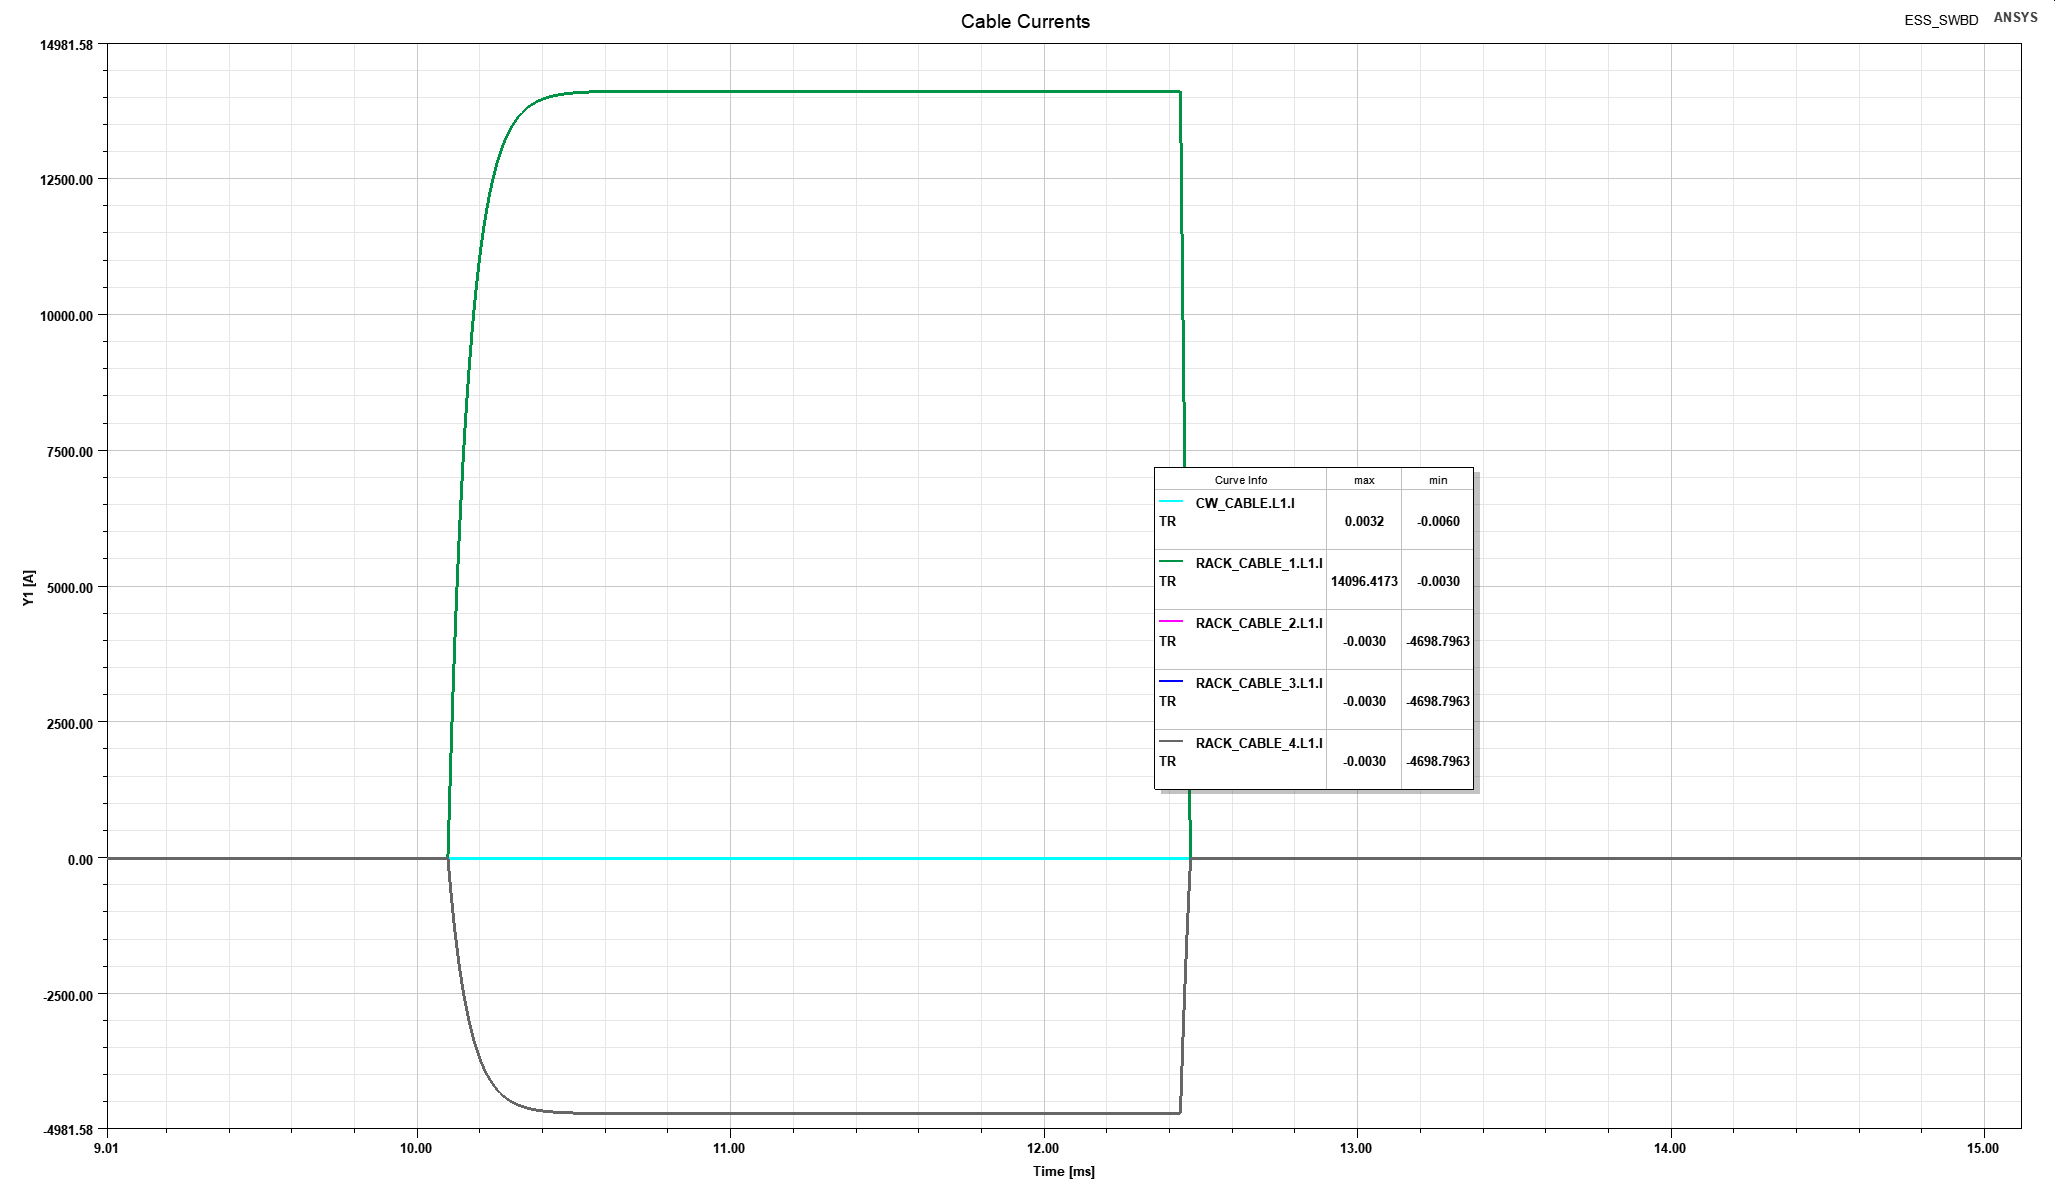 Cable Currents
ESS_SWBD
ANSYS
14981.58
12500.00
10000.00
7500.00
5000.00
2500.00
0.00
-2500.00
-4981.58
Y1 [A]
Curve Info max min
CW_CABLE.L1.I
TR 0.0032 -0.0060
RACK_CABLE_1.L1.I
TR 14096.4173 -0.0030
RACK_CABLE_2.L1.I
TR -0.0030 -4698.7963
RACK_CABLE_3.L1.I
TR -0.0030 -4698.7963
RACK_CABLE_4.L1.I
TR -0.0030 -4698.7963
9.01 10.00 11.00 12.00 13.00 14.00 15.00
Time [ms]